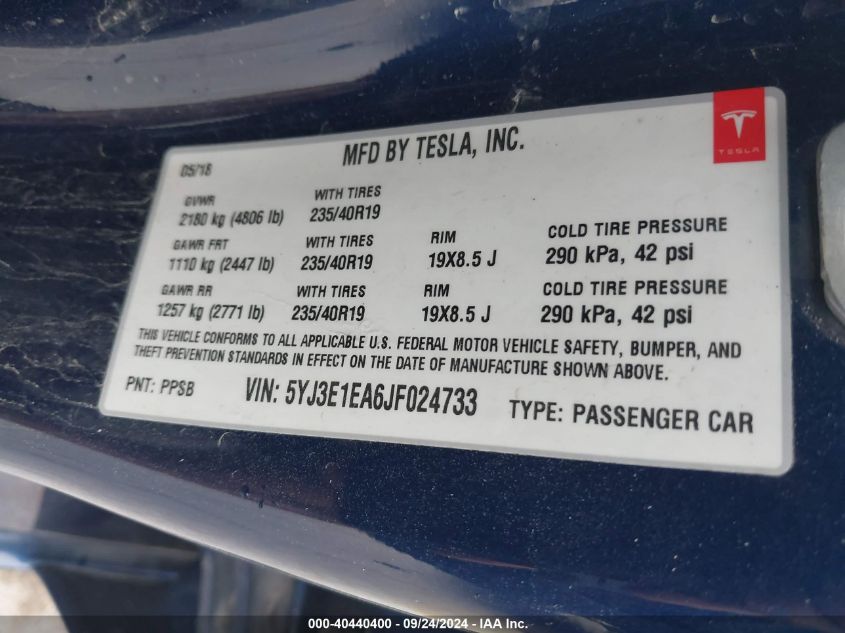 MFD BY TESLA, INC.
TESLA
05/18
GVWR WITH TIRES
2180 kg (4806 lb) 235/40R19
GAWR FRT WITH TIRES RIM COLD TIRE PRESSURE
1110 kg (2447 lb) 235/40R19 19X8.5 J 290 kPa, 42 psi
GAWR RR WITH TIRES RIM COLD TIRE PRESSURE
1257 kg (2771 lb) 235/40R19 19X8.5 J 290 kPa, 42 psi
THIS VEHICLE CONFORMS TO ALL APPLICABLE U.S. FEDERAL MOTOR VEHICLE SAFETY, BUMPER, AND
THEFT PREVENTION STANDARDS IN EFFECT ON THE DATE OF MANUFACTURE SHOWN ABOVE.
PNT: PPSB VIN: 5YJ3E1EA6JF024733 TYPE: PASSENGER CAR
000-40440400 - 09/24/2024 - IAA Inc.